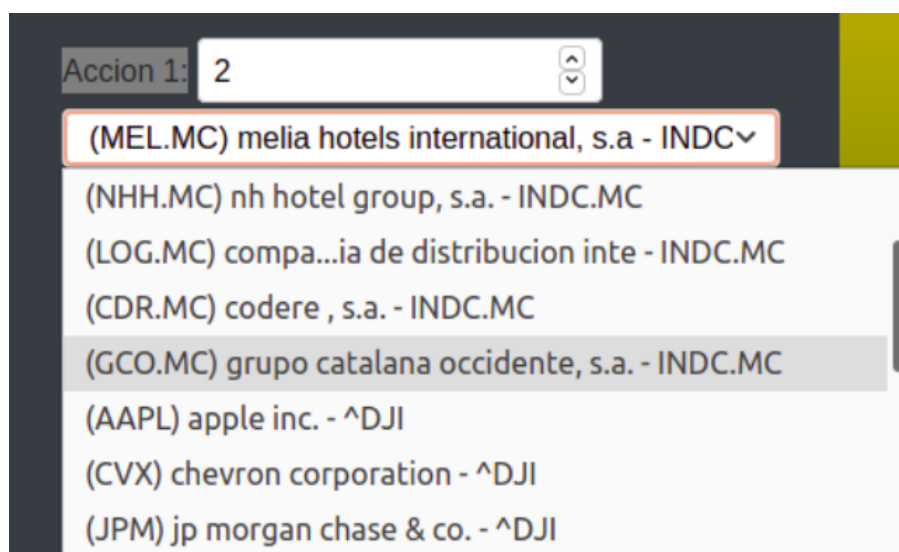 Accion 1: 2
(MEL.MC) melia hotels international, s.a - INDC
(NHH.MC) nh hotel group, s.a. - INDC.MC
(LOG.MC) compa...ia de distribucion inte - INDC.MC
(CDR.MC) codere , s.a. - INDC.MC
(GCO.MC) grupo catalana occidente, s.a. - INDC.MC
(AAPL) apple inc. - ^DJI
(CVX) chevron corporation - ^DJI
(JPM) jp morgan chase & co. - ^DJI